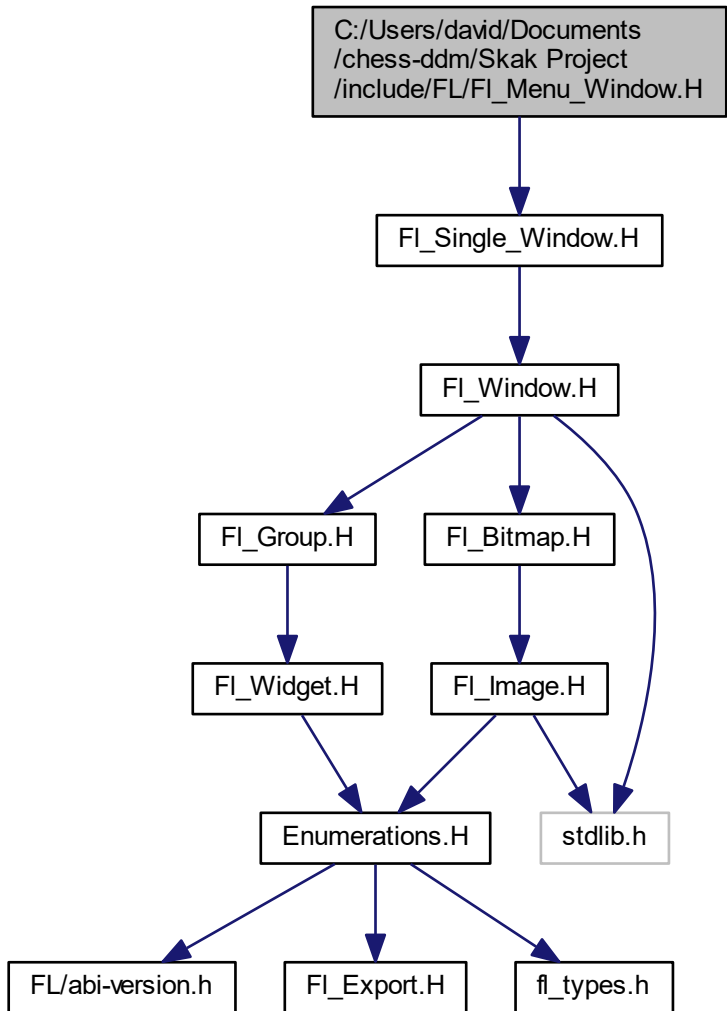 C:/Users/david/Documents
/chess-ddm/Skak Project
/include/FL/Fl_Menu_Window.H
Fl_Single_Window.H
Fl_Window.H
Fl_Group.H
Fl_Bitmap.H
Fl_Widget.H
Fl_Image.H
Enumerations.H
stdlib.h
FL/abi-version.h
Fl_Export.H
fl_types.h